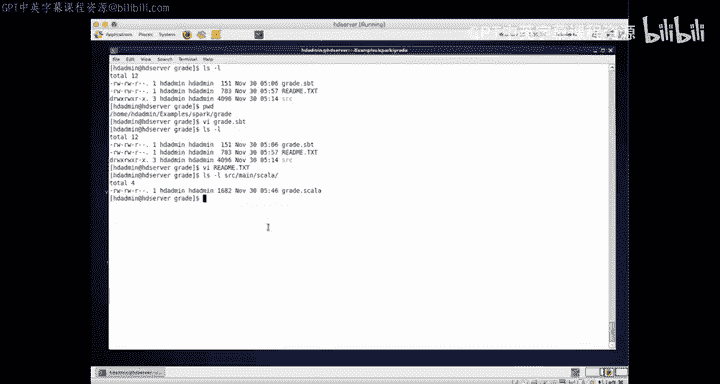 GPT中英字幕课程资源@bilibili.com
hdserver [Running]
Applications Places System
bilibili
hdadmin@hdserver:~/Examples/spark/grade
File Edit View Search Terminal Help
[hdadmin@hdserver grade]$ ls -l
total 12
-rw-rw-r--. 1 hdadmin hdadmin 151 Nov 30 05:06 grade.sbt
-rw-rw-r--. 1 hdadmin hdadmin 783 Nov 30 05:57 README.TXT
drwxrwxr-x. 3 hdadmin hdadmin 4096 Nov 30 05:14 src
[hdadmin@hdserver grade]$ pwd
/home/hdadmin/Examples/spark/grade
[hdadmin@hdserver grade]$ vi grade.sbt
[hdadmin@hdserver grade]$ ls -l
total 12
-rw-rw-r--. 1 hdadmin hdadmin 151 Nov 30 05:06 grade.sbt
-rw-rw-r--. 1 hdadmin hdadmin 783 Nov 30 05:57 README.TXT
drwxrwxr-x. 3 hdadmin hdadmin 4096 Nov 30 05:14 src
[hdadmin@hdserver grade]$ vi README.TXT
[hdadmin@hdserver grade]$ ls -l src/main/scala/
total 4
-rw-rw-r--. 1 hdadmin hdadmin 1682 Nov 30 05:46 grade.scala
[hdadmin@hdserver grade]$